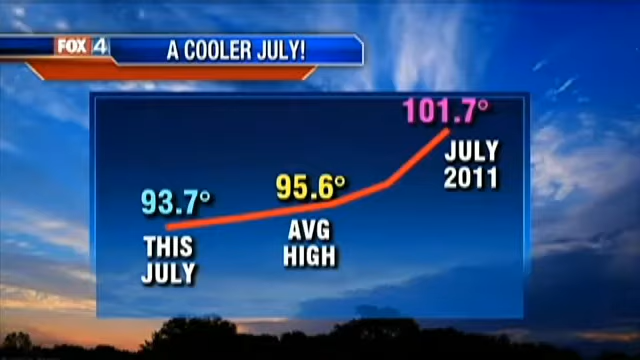 FOX 4
A COOLER JULY!
101.7°
JULY
2011
95.6°
AVG
HIGH
93.7°
THIS
JULY